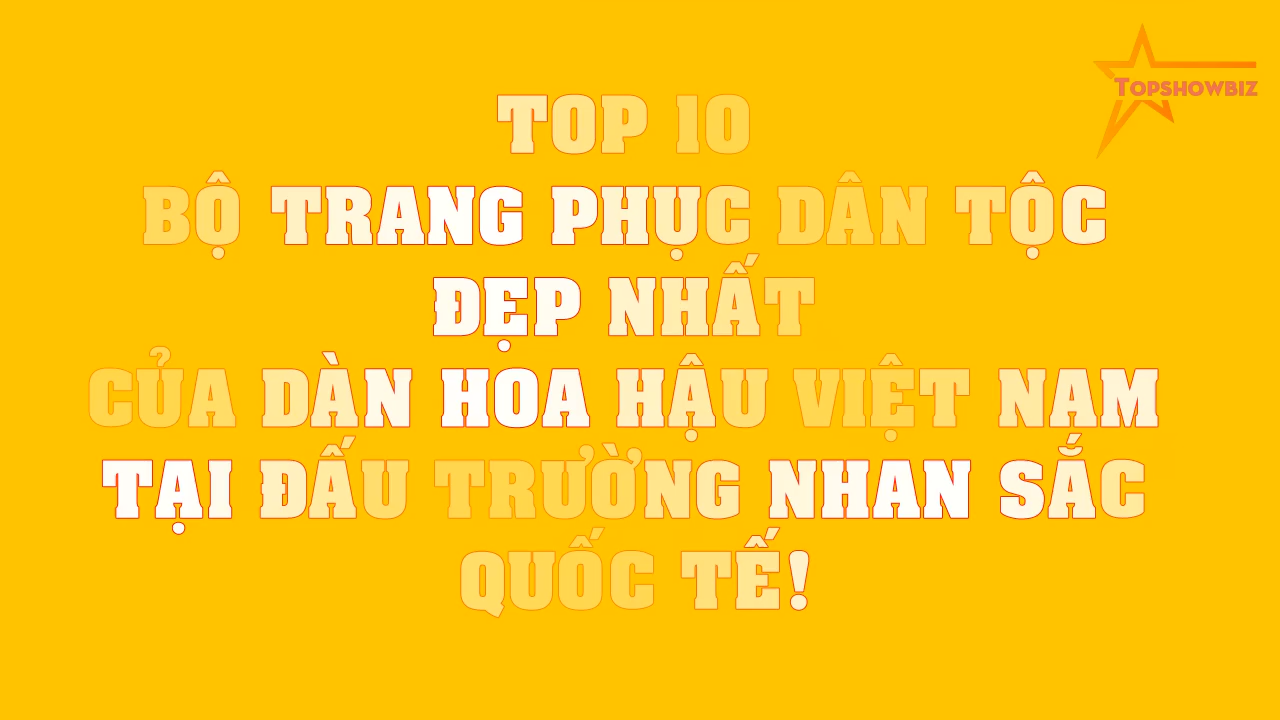 TOPSHOWBIZ
TOP 10
BỘ TRANG PHỤC DÂN TỘC
ĐẸP NHẤT
CỦA DÀN HOA HẬU VIỆT NAM
TẠI ĐẤU TRƯỜNG NHAN SẮC
QUỐC TẾ!